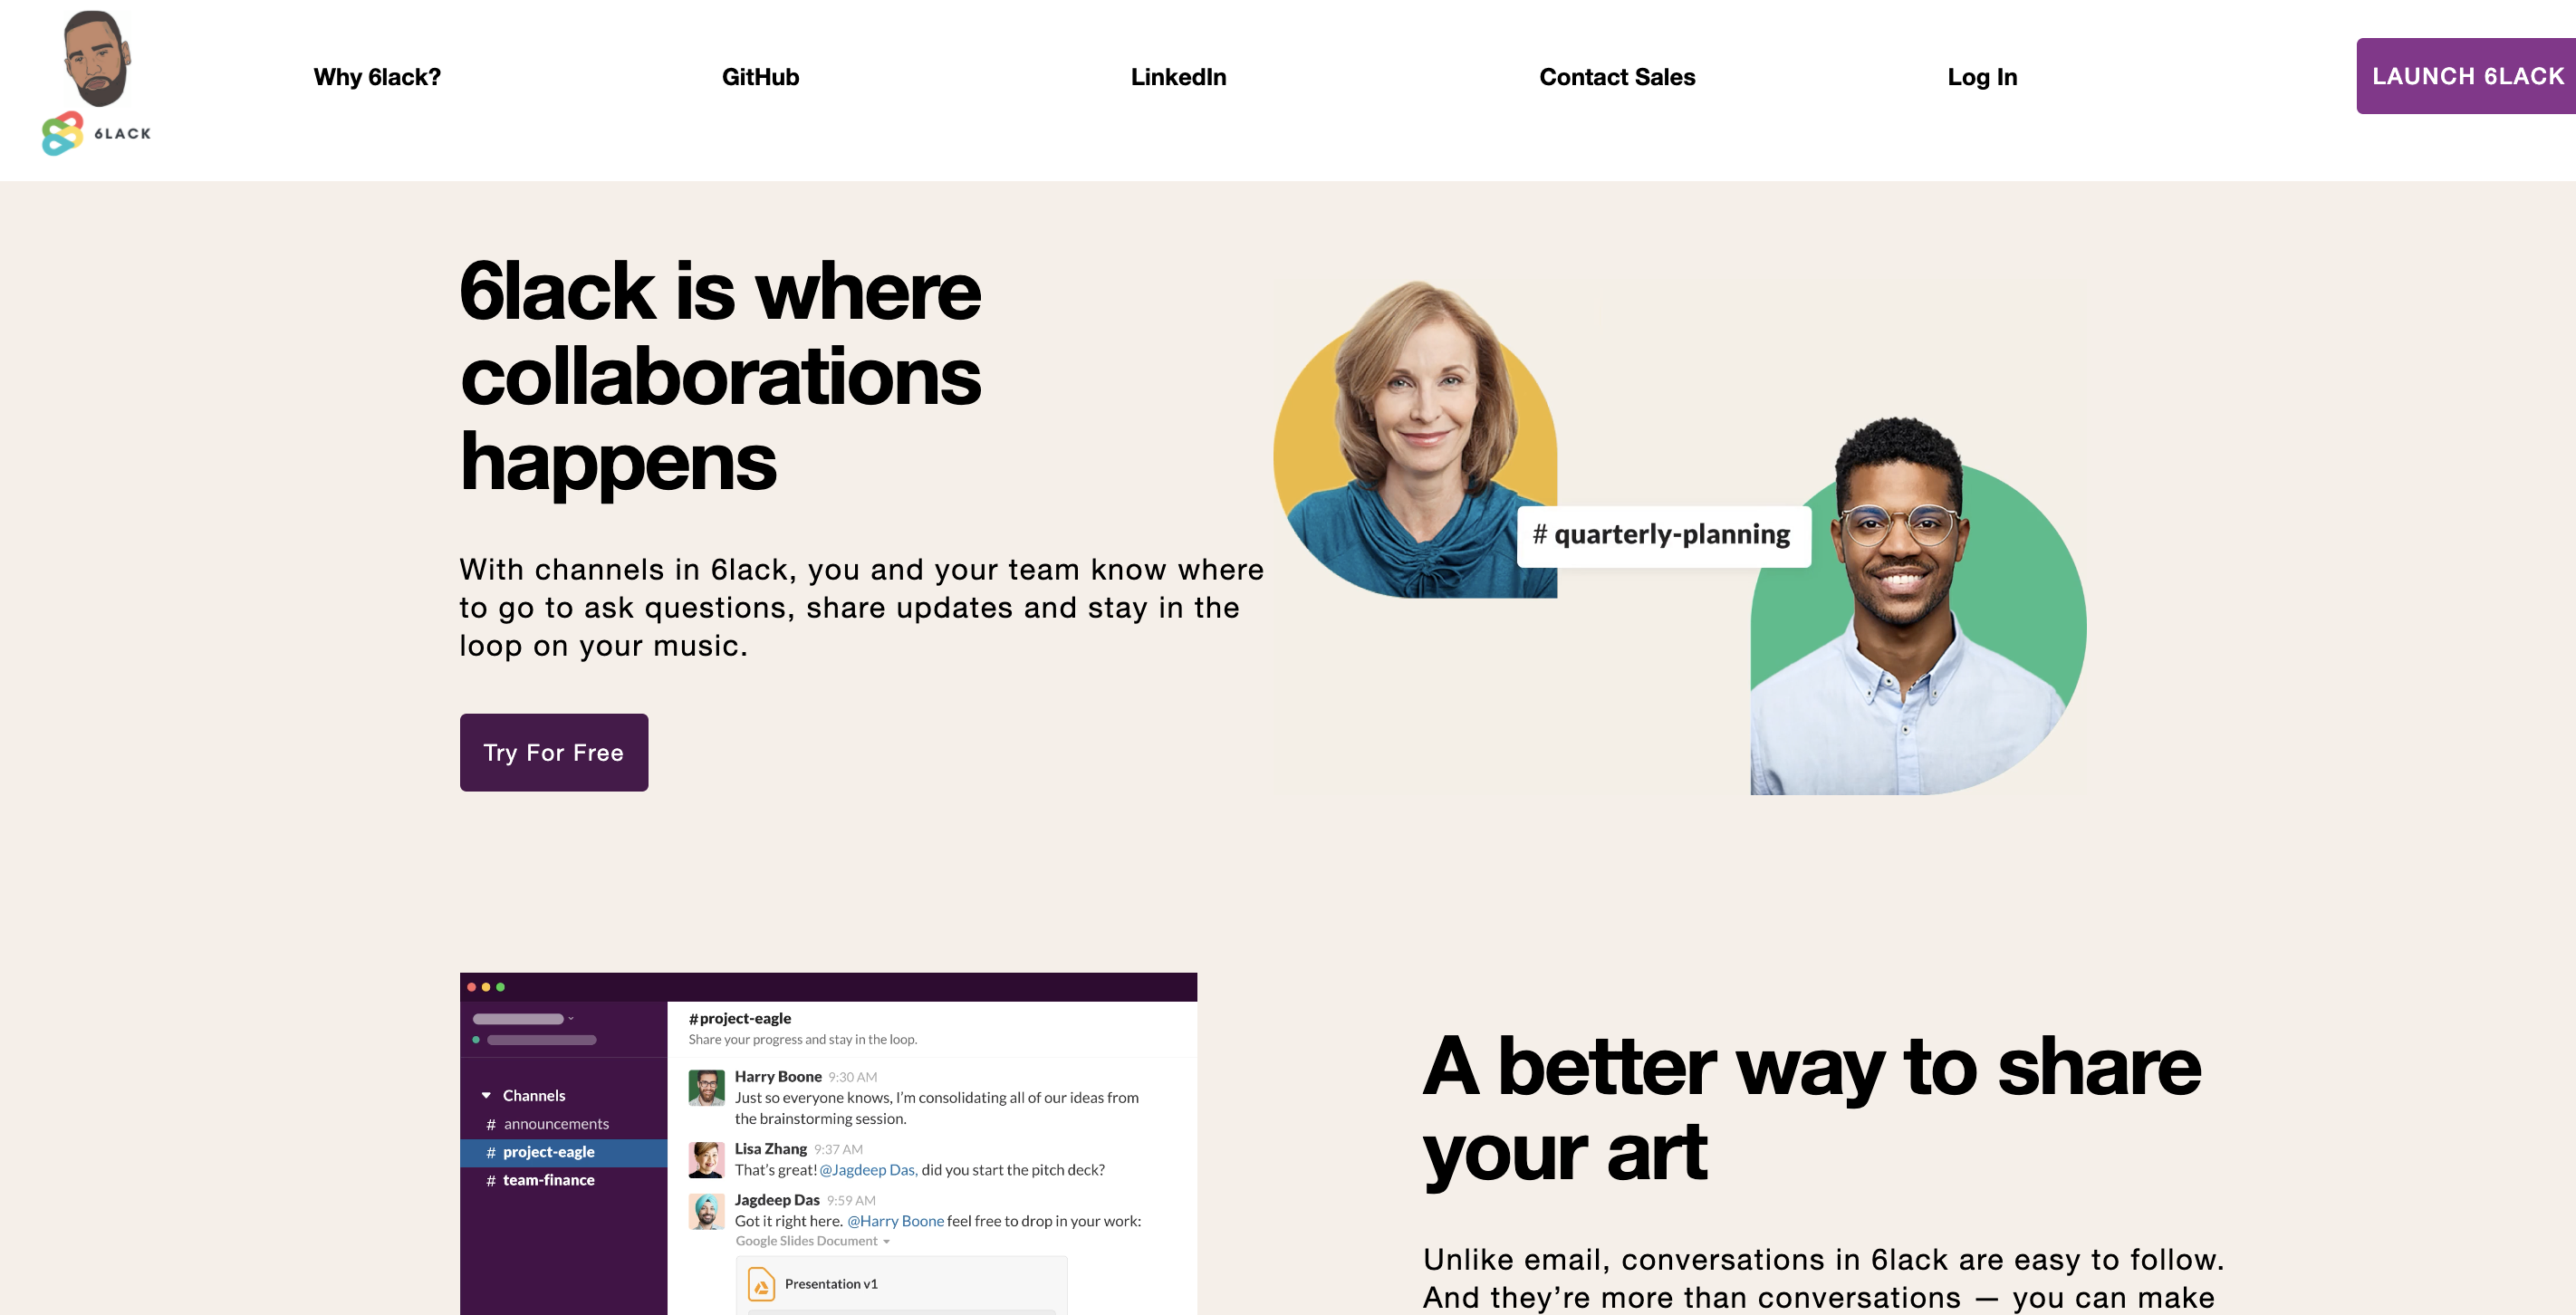 6LACK
Why 6lack?
GitHub
LinkedIn
Contact Sales
Log In
LAUNCH 6LACK
6lack is where
collaborations
happens
With channels in 6lack, you and your team know where
to go to ask questions, share updates and stay in the
loop on your music.
Try For Free
# quarterly-planning
Channels
# announcements
# project-eagle
# team-finance
#project-eagle
Share your progress and stay in the loop.
Harry Boone 9:30 AM
Just so everyone knows, I'm consolidating all of our ideas from
the brainstorming session.
Lisa Zhang 9:37 AM
That's great! @Jagdeep Das, did you start the pitch deck?
Jagdeep Das 9:59 AM
Got it right here. @Harry Boone feel free to drop in your work:
Google Slides Document
Presentation v1
A better way to share
your art
Unlike email, conversations in 6lack are easy to follow.
And they’re more than conversations — you can make